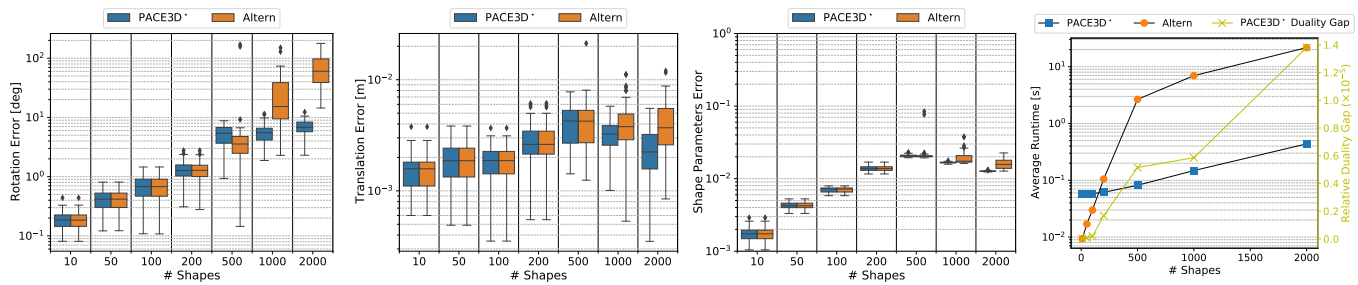 PACE3D* Altern
Rotation Error [deg]
10² 10¹ 10⁰ 10⁻¹
10 50 100 200 500 1000 2000
# Shapes
PACE3D* Altern
Translation Error [m]
10⁻² 10⁻³
10 50 100 200 500 1000 2000
# Shapes
PACE3D* Altern
Shape Parameters Error
10⁰ 10⁻¹ 10⁻² 10⁻³
10 50 100 200 500 1000 2000
# Shapes
PACE3D* Altern PACE3D* Duality Gap
Average Runtime [s]
10¹ 10⁰ 10⁻¹ 10⁻²
0 500 1000 1500 2000
# Shapes
1.4 1.2 1.0 0.8 0.6 0.4 0.2 0.0
Relative Duality Gap (×10⁻⁵)